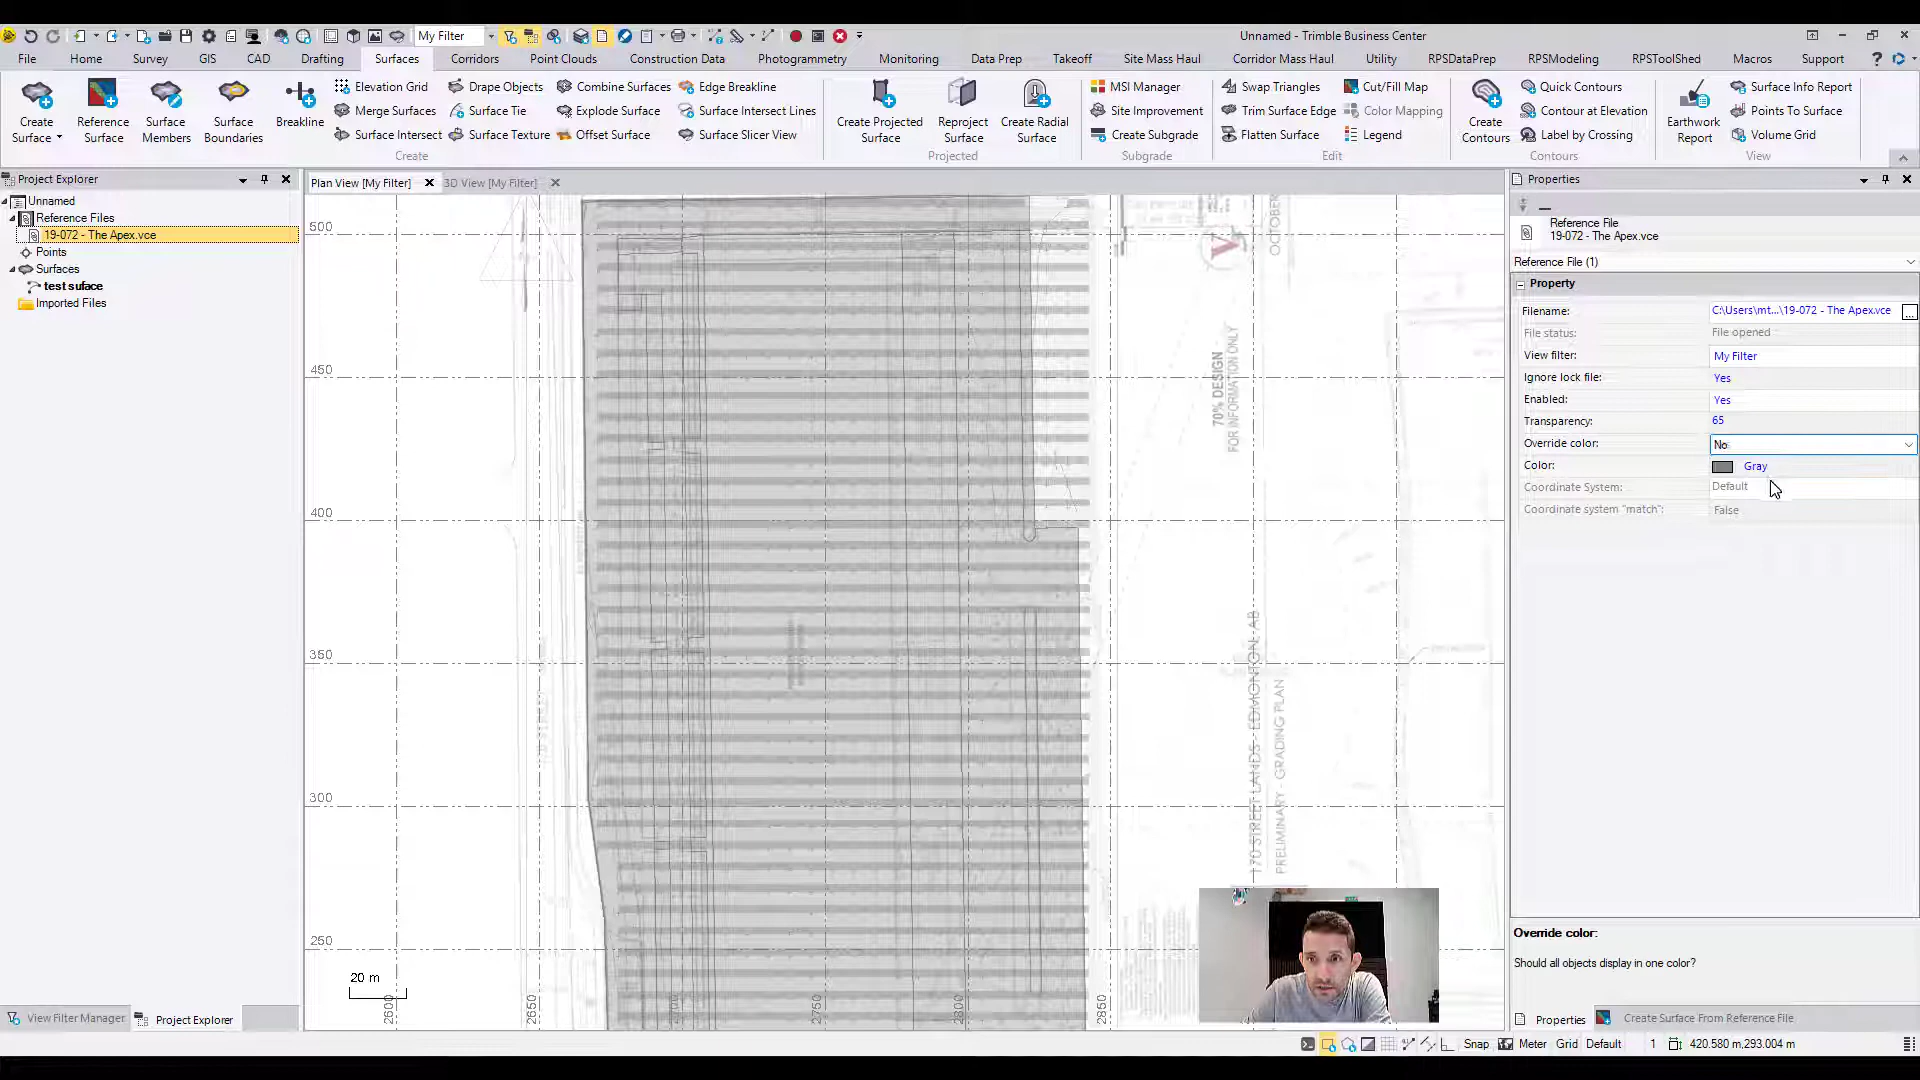 My Filter
Unnamed - Trimble Business Center
File Home Survey GIS CAD Drafting Surfaces Corridors Point Clouds Construction Data Photogrammetry Monitoring Data Prep Takeoff Site Mass Haul Corridor Mass Haul Utility RPSDataPrep RPSModeling RPSToolShed Macros Support
Create Surface
Reference Surface
Surface Members
Surface Boundaries
Breakline
Elevation Grid
Merge Surfaces
Surface Intersect
Drape Objects
Surface Tie
Surface Texture
Combine Surfaces
Explode Surface
Offset Surface
Edge Breakline
Surface Intersect Lines
Surface Slicer View
Create
Create Projected Surface
Reproject Surface
Create Radial Surface
Projected
MSI Manager
Site Improvement
Create Subgrade
Subgrade
Swap Triangles
Trim Surface Edge
Flatten Surface
Cut/Fill Map
Color Mapping
Legend
Edit
Create Contours
Quick Contours
Contour at Elevation
Label by Crossing
Contours
Earthwork Report
Surface Info Report
Points To Surface
Volume Grid
View
Project Explorer
Unnamed
Reference Files
19-072 - The Apex.vce
Points
Surfaces
test suface
Imported Files
View Filter Manager
Project Explorer
Plan View [My Filter]
3D View [My Filter]
500
450
400
350
300
250
20 m
2600
2650
2750
2800
2850
OCTOBER
70% DESIGN
FOR INFORMATION ONLY
170 STREET LANDS - EDMONTON, AB
PRELIMINARY - GRADING PLAN
Properties
Reference File
19-072 - The Apex.vce
Reference File (1)
Property
Filename: C:\Users\mt...\19-072 - The Apex.vce
...
File status: File opened
View filter: My Filter
Ignore lock file: Yes
Enabled: Yes
Transparency: 65
Override color: No
Color: Gray
Coordinate System: Default
Coordinate system "match": False
Override color:
Should all objects display in one color?
Properties
Create Surface From Reference File
Snap Meter Grid Default 1 420.580 m,293.004 m